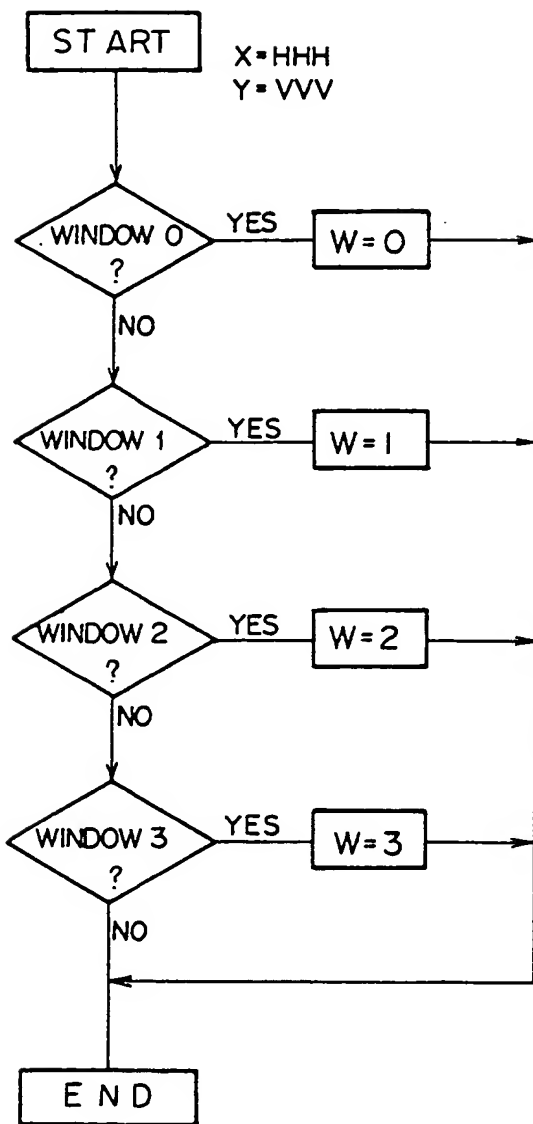 START
X=HHH
Y=VVV
WINDOW 0
?
YES
W=0
NO
WINDOW 1
?
YES
W=1
NO
WINDOW 2
?
YES
W=2
NO
WINDOW 3
?
YES
W=3
NO
END